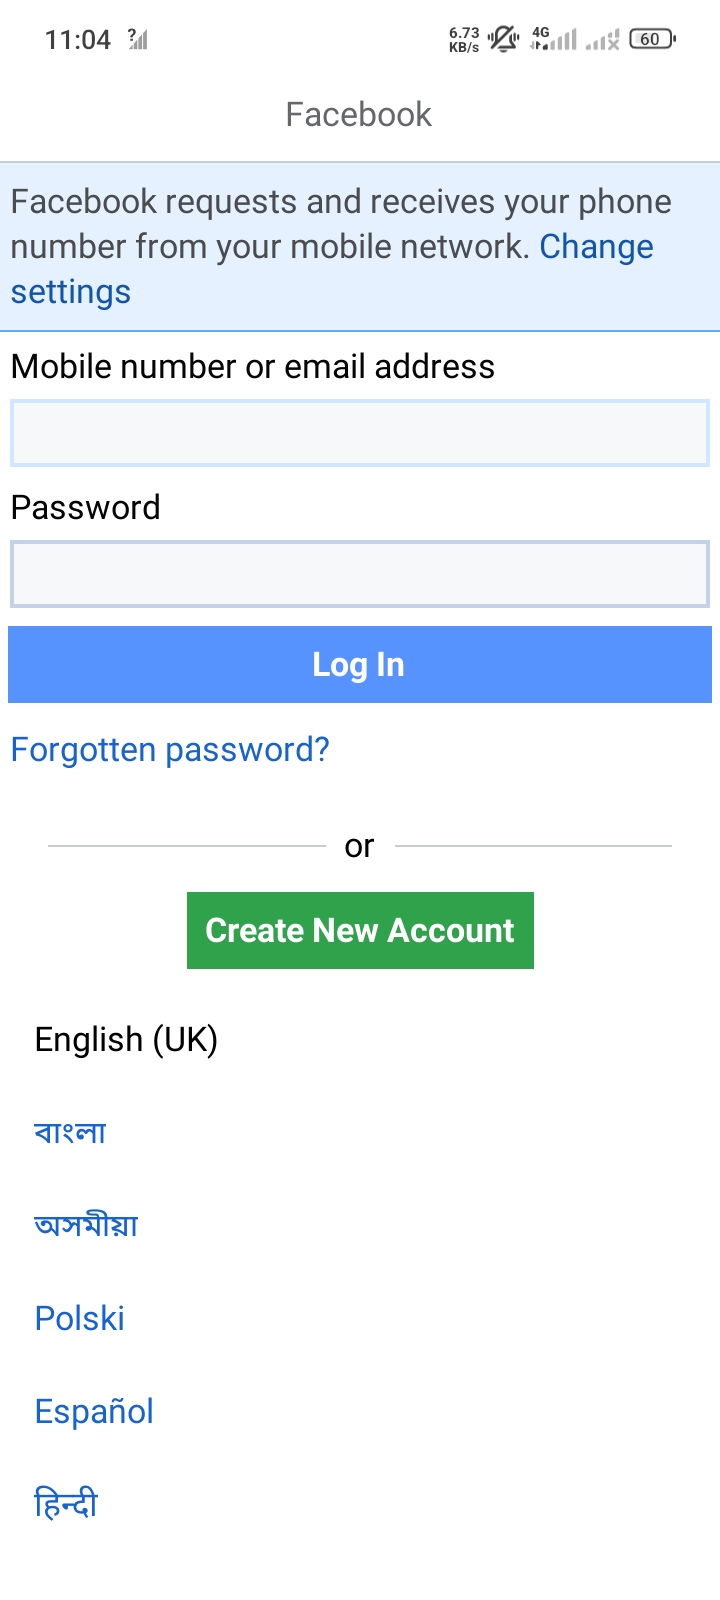 11:04
6.73
KB/s
4G
60
Facebook
Facebook requests and receives your phone
number from your mobile network. Change
settings
Mobile number or email address
Password
Log In
Forgotten password?
or
Create New Account
English (UK)
বাংলা
অসমীয়া
Polski
Español
हिन्दी